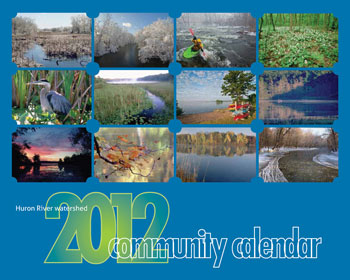 Huron River watershed
2012
community calendar